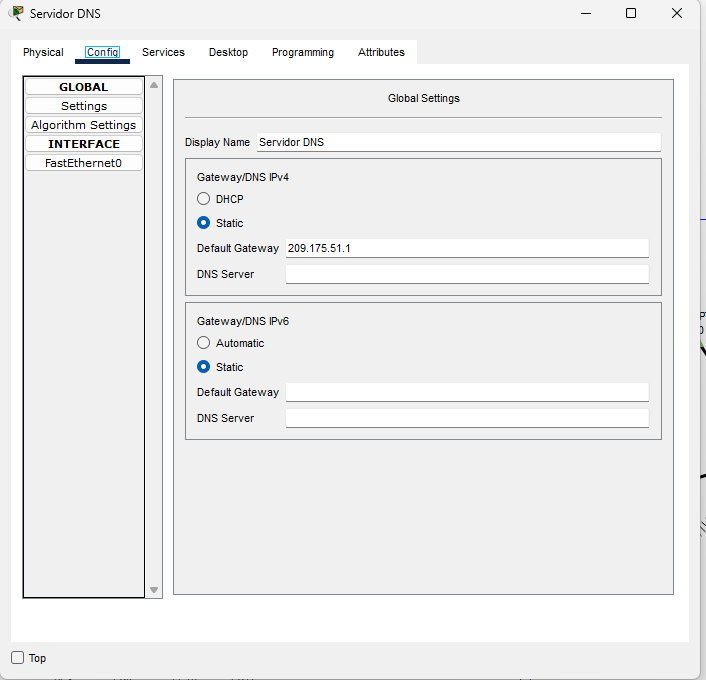 Servidor DNS
Physical Config Services Desktop Programming Attributes
GLOBAL
Settings
Algorithm Settings
INTERFACE
FastEthernet0
Global Settings
Display Name Servidor DNS
Gateway/DNS IPv4
DHCP
Static
Default Gateway 209.175.51.1
DNS Server
Gateway/DNS IPv6
Automatic
Static
Default Gateway
DNS Server
Top